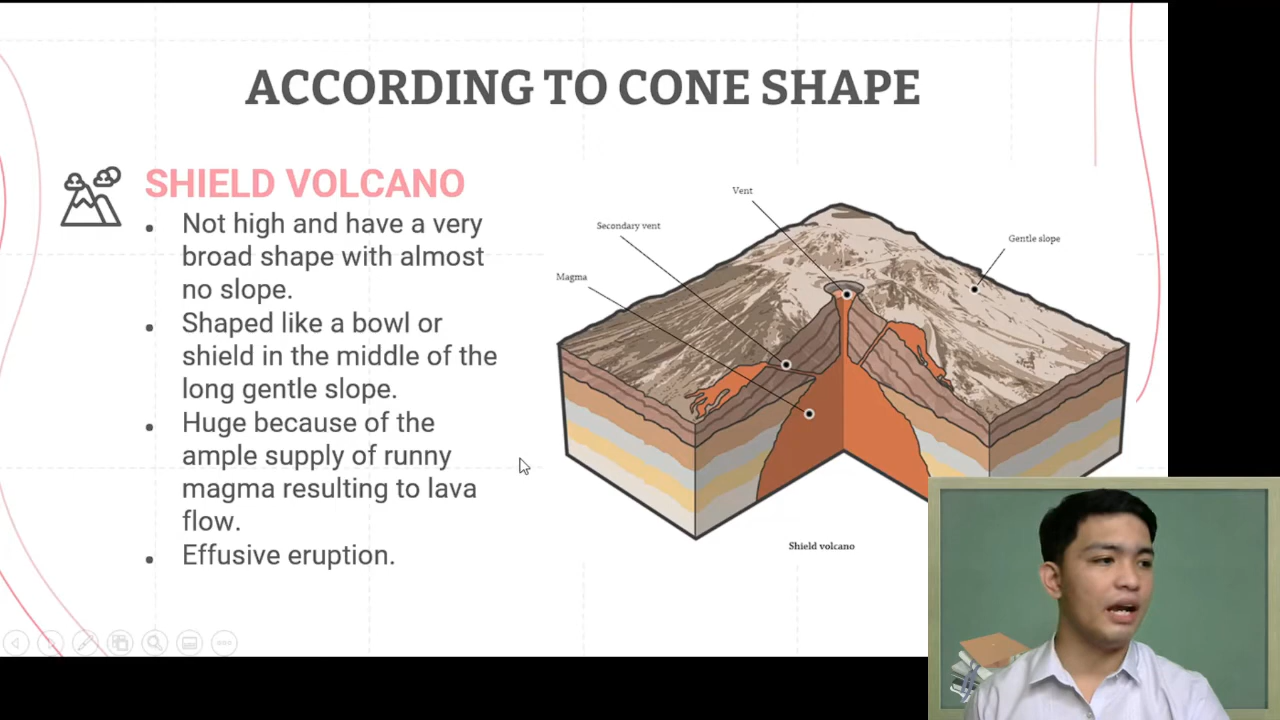 ACCORDING TO CONE SHAPE
SHIELD VOLCANO
• Not high and have a very
broad shape with almost
no slope.
• Shaped like a bowl or
shield in the middle of the
long gentle slope.
• Huge because of the
ample supply of runny
magma resulting to lava
flow.
• Effusive eruption.
Vent
Secondary vent
Gentle slope
Magma
Shield volcano